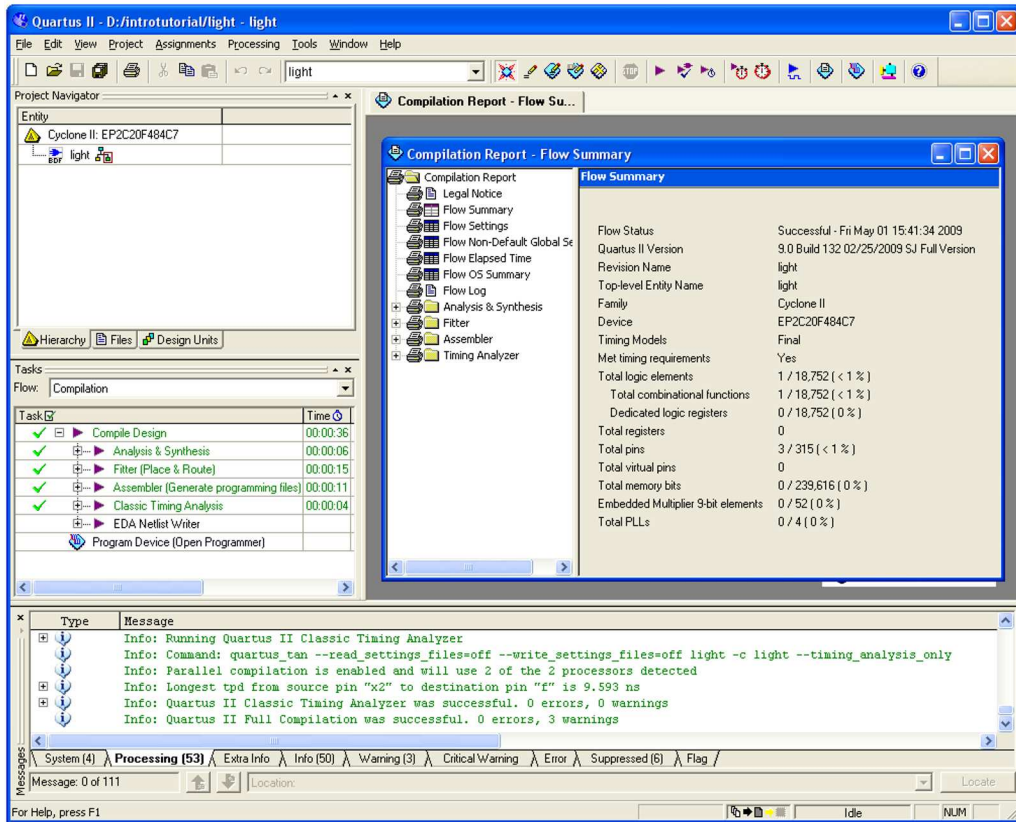 Quartus II - D:/introtutorial/light - light
File Edit View Project Assignments Processing Tools Window Help
light
Project Navigator
Entity
Cyclone II: EP2C20F484C7
BDF light
Hierarchy Files Design Units
Tasks
Flow: Compilation
Task Time
Compile Design 00:00:36
Analysis & Synthesis 00:00:06
Fitter (Place & Route) 00:00:15
Assembler (Generate programming files) 00:00:11
Classic Timing Analysis 00:00:04
EDA Netlist Writer
Program Device (Open Programmer)
Compilation Report - Flow Su...
Compilation Report - Flow Summary
Compilation Report
Legal Notice
Flow Summary
Flow Settings
Flow Non-Default Global Se
Flow Elapsed Time
Flow OS Summary
Flow Log
Analysis & Synthesis
Fitter
Assembler
Timing Analyzer
Flow Summary
Flow Status Successful - Fri May 01 15:41:34 2009
Quartus II Version 9.0 Build 132 02/25/2009 SJ Full Version
Revision Name light
Top-level Entity Name light
Family Cyclone II
Device EP2C20F484C7
Timing Models Final
Met timing requirements Yes
Total logic elements 1 / 18,752 ( < 1 % )
Total combinational functions 1 / 18,752 ( < 1 % )
Dedicated logic registers 0 / 18,752 ( 0 % )
Total registers 0
Total pins 3 / 315 ( < 1 % )
Total virtual pins 0
Total memory bits 0 / 239,616 ( 0 % )
Embedded Multiplier 9-bit elements 0 / 52 ( 0 % )
Total PLLs 0 / 4 ( 0 % )
Type Message
Info: Running Quartus II Classic Timing Analyzer
Info: Command: quartus_tan --read_settings_files=off --write_settings_files=off light -c light --timing_analysis_only
Info: Parallel compilation is enabled and will use 2 of the 2 processors detected
Info: Longest tpd from source pin "x2" to destination pin "f" is 9.593 ns
Info: Quartus II Classic Timing Analyzer was successful. 0 errors, 0 warnings
Info: Quartus II Full Compilation was successful. 0 errors, 3 warnings
Messages
System (4) Processing (53) Extra Info Info (50) Warning (3) Critical Warning Error Suppressed (6) Flag
Message: 0 of 111 Location: Locate
For Help, press F1 Idle NUM